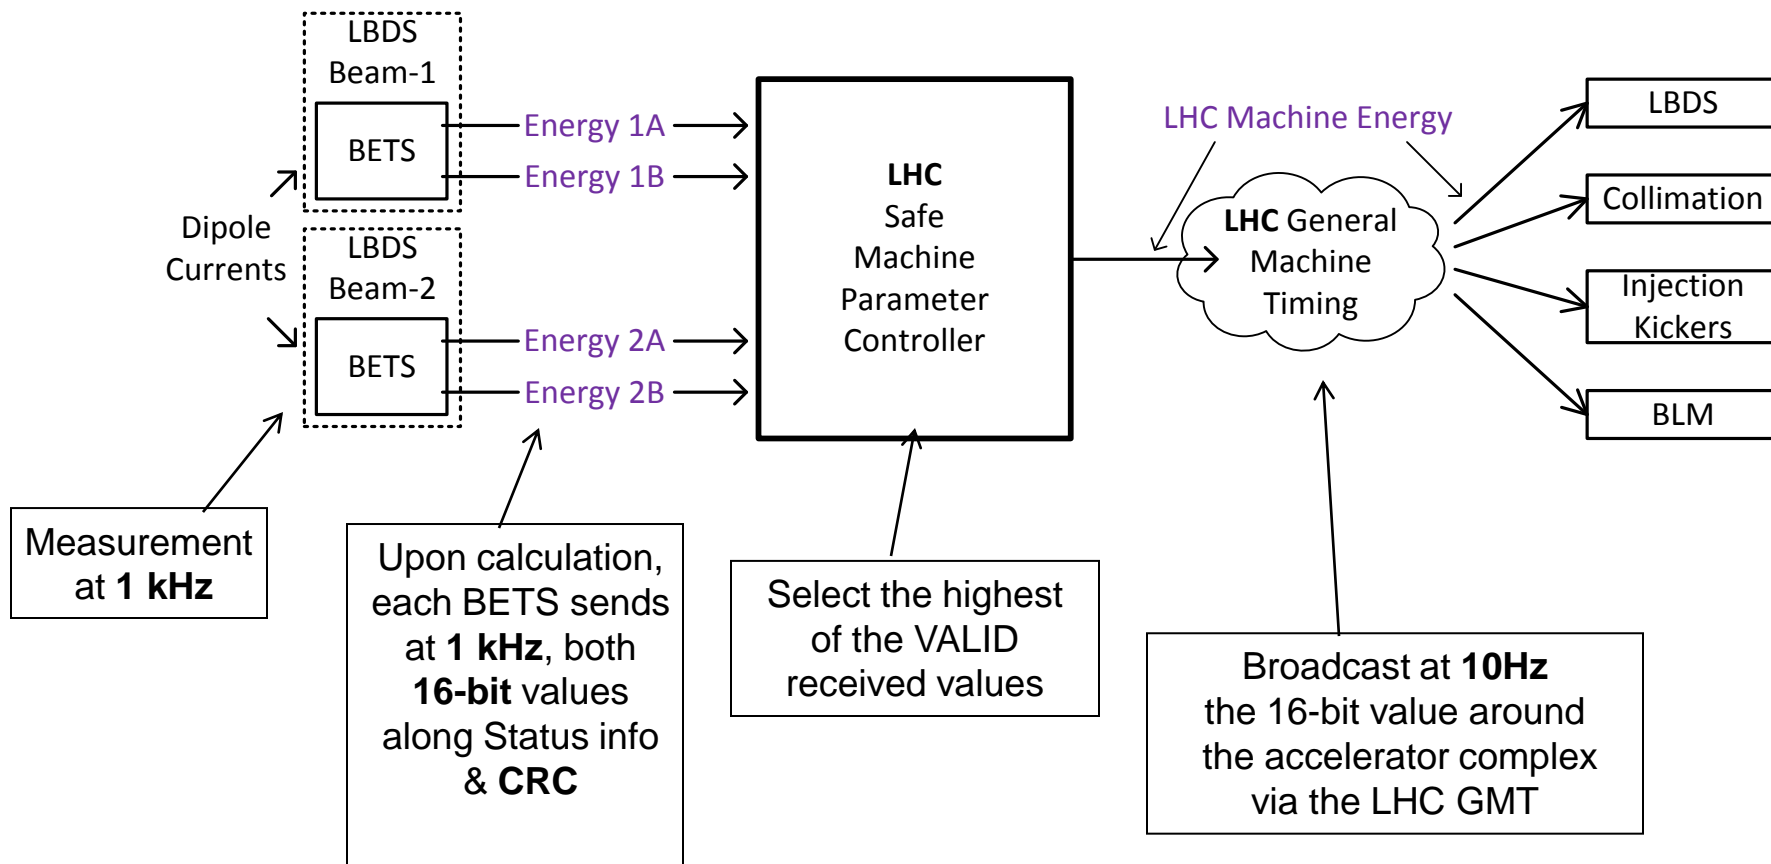 LBDS
Beam-1
BETS
Energy 1A
Energy 1B
Dipole
Currents
LBDS
Beam-2
BETS
Energy 2A
Energy 2B
LHC
Safe
Machine
Parameter
Controller
LHC Machine Energy
LHC General
Machine
Timing
LBDS
Collimation
Injection
Kickers
BLM
Measurement
at 1 kHz
Upon calculation,
each BETS sends
at 1 kHz, both
16-bit values
along Status info
& CRC
Select the highest
of the VALID
received values
Broadcast at 10Hz
the 16-bit value around
the accelerator complex
via the LHC GMT